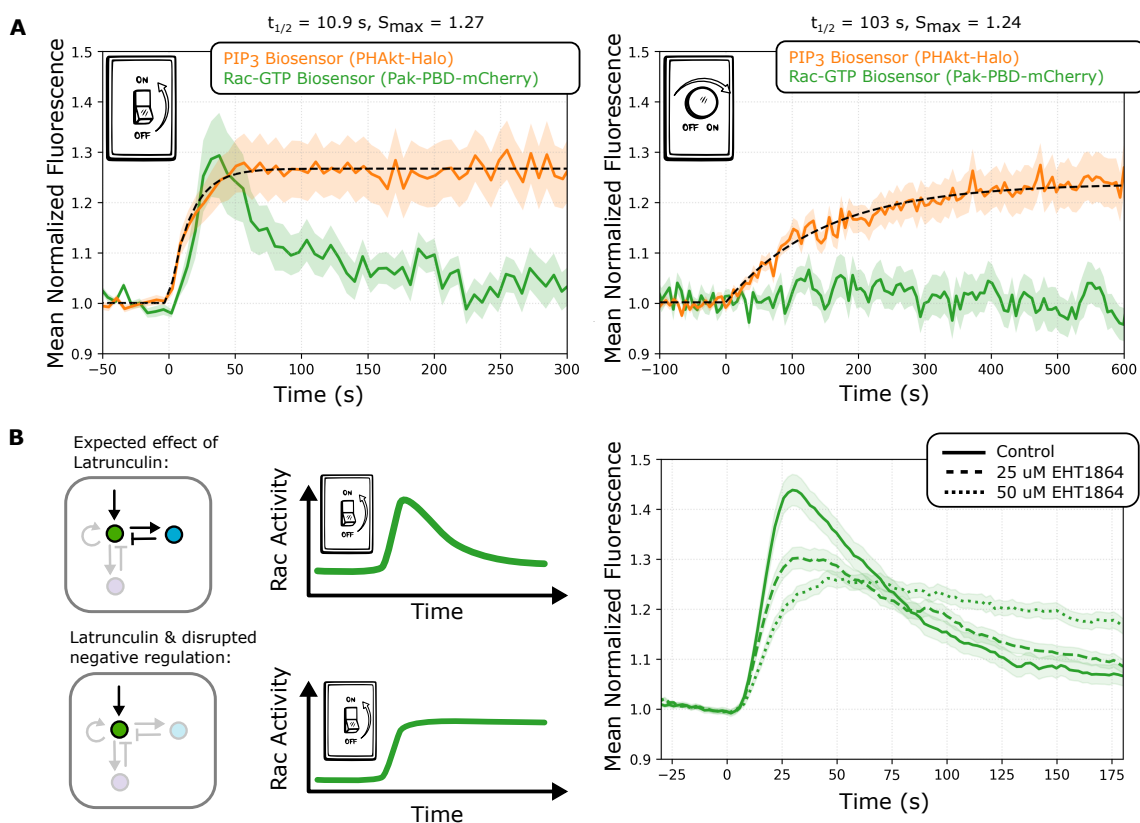 A
t1/2 = 10.9 s, Smax = 1.27
PIP3 Biosensor (PHAkt-Halo)
Rac-GTP Biosensor (Pak-PBD-mCherry)
ON
OFF
Mean Normalized Fluorescence
1.5
1.4
1.3
1.2
1.1
1.0
0.9
−50
0
50
100
150
200
250
300
Time (s)
t1/2 = 103 s, Smax = 1.24
PIP3 Biosensor (PHAkt-Halo)
Rac-GTP Biosensor (Pak-PBD-mCherry)
OFF ON
Mean Normalized Fluorescence
1.5
1.4
1.3
1.2
1.1
1.0
0.9
−100
0
100
200
300
400
500
600
Time (s)
B
Expected effect of
Latrunculin:
Rac Activity
ON
OFF
Time
Latrunculin & disrupted
negative regulation:
Rac Activity
ON
OFF
Time
Control
25 uM EHT1864
50 uM EHT1864
Mean Normalized Fluorescence
1.5
1.4
1.3
1.2
1.1
1.0
0.9
−25
0
25
50
75
100
125
150
175
Time (s)